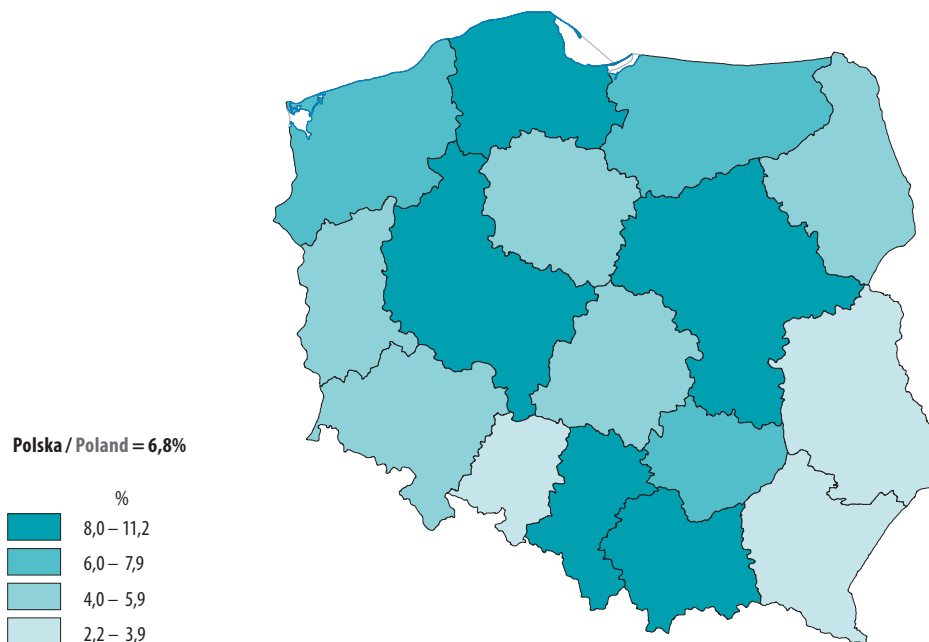 Polska / Poland = 6,8%
%
8,0 – 11,2
6,0 – 7,9
4,0 – 5,9
2,2 – 3,9